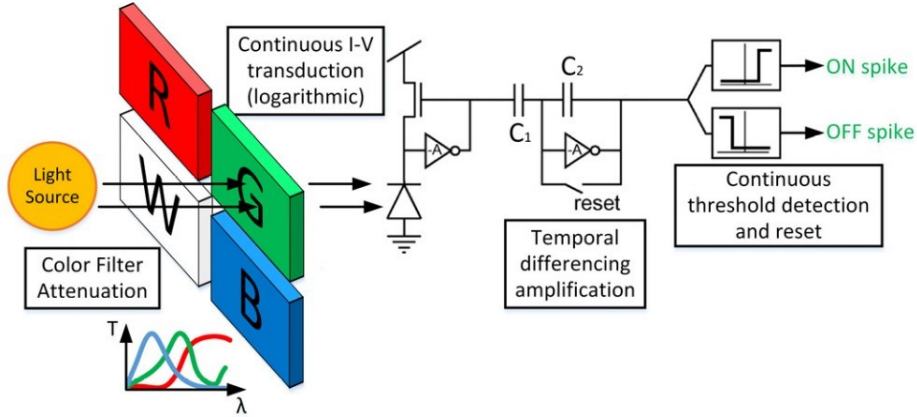 R
W
G
B
Light
Source
Color Filter
Attenuation
T
λ
Continuous I-V
transduction
(logarithmic)
-A
C1
C2
-A
reset
Temporal
differencing
amplification
ON spike
OFF spike
Continuous
threshold detection
and reset